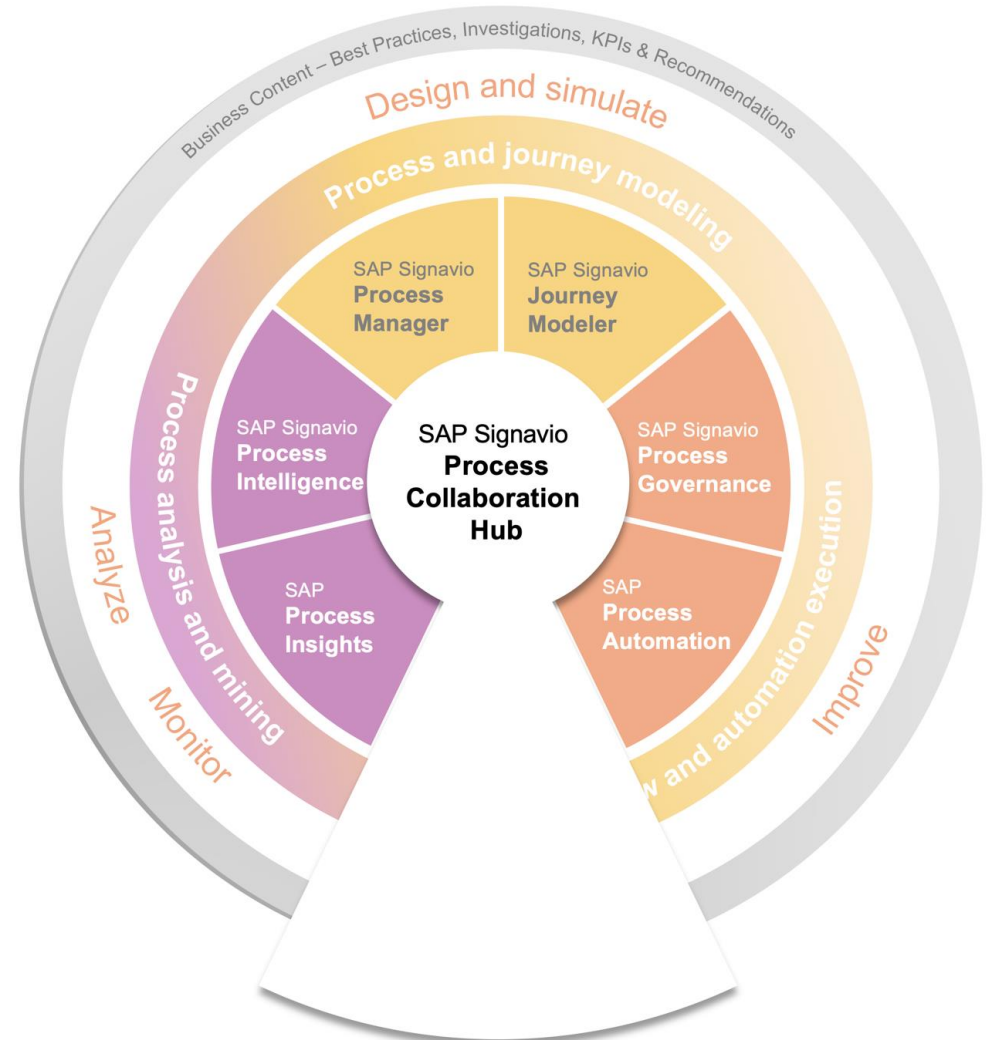 Business Content – Best Practices, Investigations, KPIs & Recommendations
Design and simulate
Process and journey modeling
SAP Signavio
Process
Manager
SAP Signavio
Journey
Modeler
SAP Signavio
Process
Intelligence
SAP Signavio
Process
Collaboration
Hub
SAP Signavio
Process
Governance
SAP
Process
Insights
SAP
Process
Automation
Process analysis and mining
w and automation execution
Analyze
Monitor
Improve